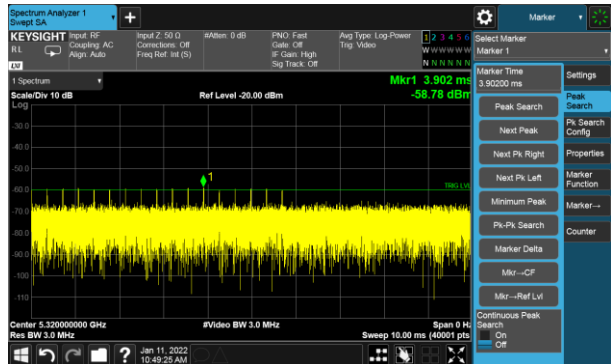 Spectrum Analyzer 1
Swept SA
Marker
KEYSIGHT
RL
LXI
Input: RF
Coupling: AC
Align: Auto
Input Z: 50 Ω
Corrections: Off
Freq Ref: Int (S)
#Atten: 0 dB
PNO: Fast
Gate: Off
IF Gain: High
Sig Track: Off
Avg Type: Log-Power
Trig: Video
1 2 3 4 5 6
W W W W W W
N N N N N N
1 Spectrum
Scale/Div 10 dB
Ref Level -20.00 dBm
Mkr1 3.902 ms
-58.78 dBm
Log
-30.0
-40.0
-50.0
1
TRIG LVL
-60.0
-70.0
-80.0
-90.0
-100
-110
Center 5.320000000 GHz
#Video BW 3.0 MHz
Span 0 Hz
Res BW 3.0 MHz
Sweep 10.00 ms (40001 pts)
Jan 11, 2022
10:49:25 AM
Select Marker
Marker 1
Marker Time
3.90200 ms
Peak Search
Next Peak
Next Pk Right
Next Pk Left
Minimum Peak
Pk-Pk Search
Marker Delta
Mkr→CF
Mkr→Ref Lvl
Continuous Peak
Search
On
Off
Settings
Peak
Search
Pk Search
Config
Properties
Marker
Function
Marker→
Counter